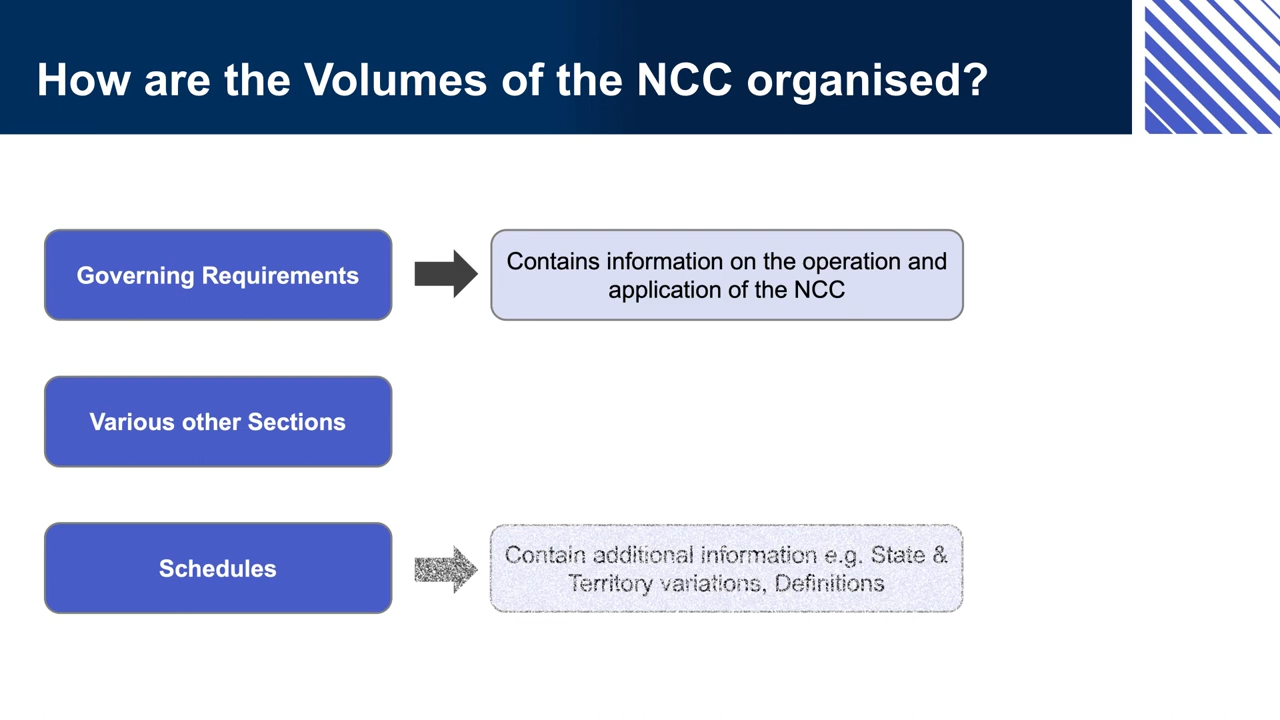 How are the Volumes of the NCC organised?
Governing Requirements
Contains information on the operation and
application of the NCC
Various other Sections
Schedules
Contain additional information e.g. State &
Territory variations, Definitions